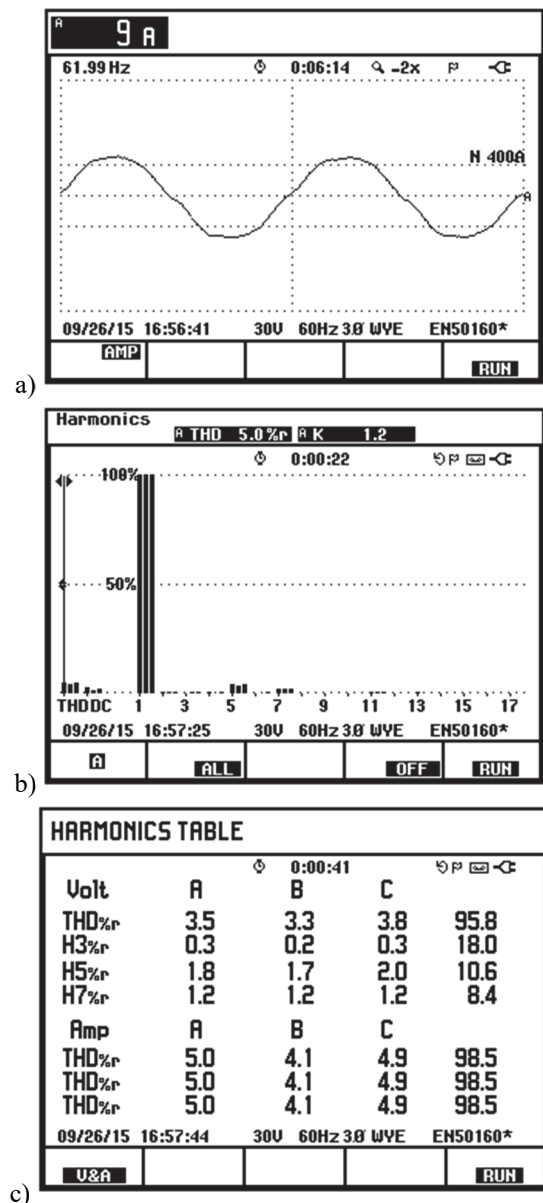 A 9 A
61.99 Hz 0:06:14 -2x
N 400A
A
09/26/15 16:56:41 30V 60Hz 3Ø WYE EN50160*
AMP RUN
a)
Harmonics
A THD 5.0 %r A K 1.2
0:00:22
100%
50%
THD DC 1 3 5 7 9 11 13 15 17
09/26/15 16:57:25 30V 60Hz 3Ø WYE EN50160*
A ALL OFF RUN
b)
HARMONICS TABLE
0:00:41
Volt A B C
THD%r 3.5 3.3 3.8 95.8
H3%r 0.3 0.2 0.3 18.0
H5%r 1.8 1.7 2.0 10.6
H7%r 1.2 1.2 1.2 8.4
Amp A B C
THD%r 5.0 4.1 4.9 98.5
THD%r 5.0 4.1 4.9 98.5
THD%r 5.0 4.1 4.9 98.5
09/26/15 16:57:44 30V 60Hz 3Ø WYE EN50160*
V&A RUN
c)